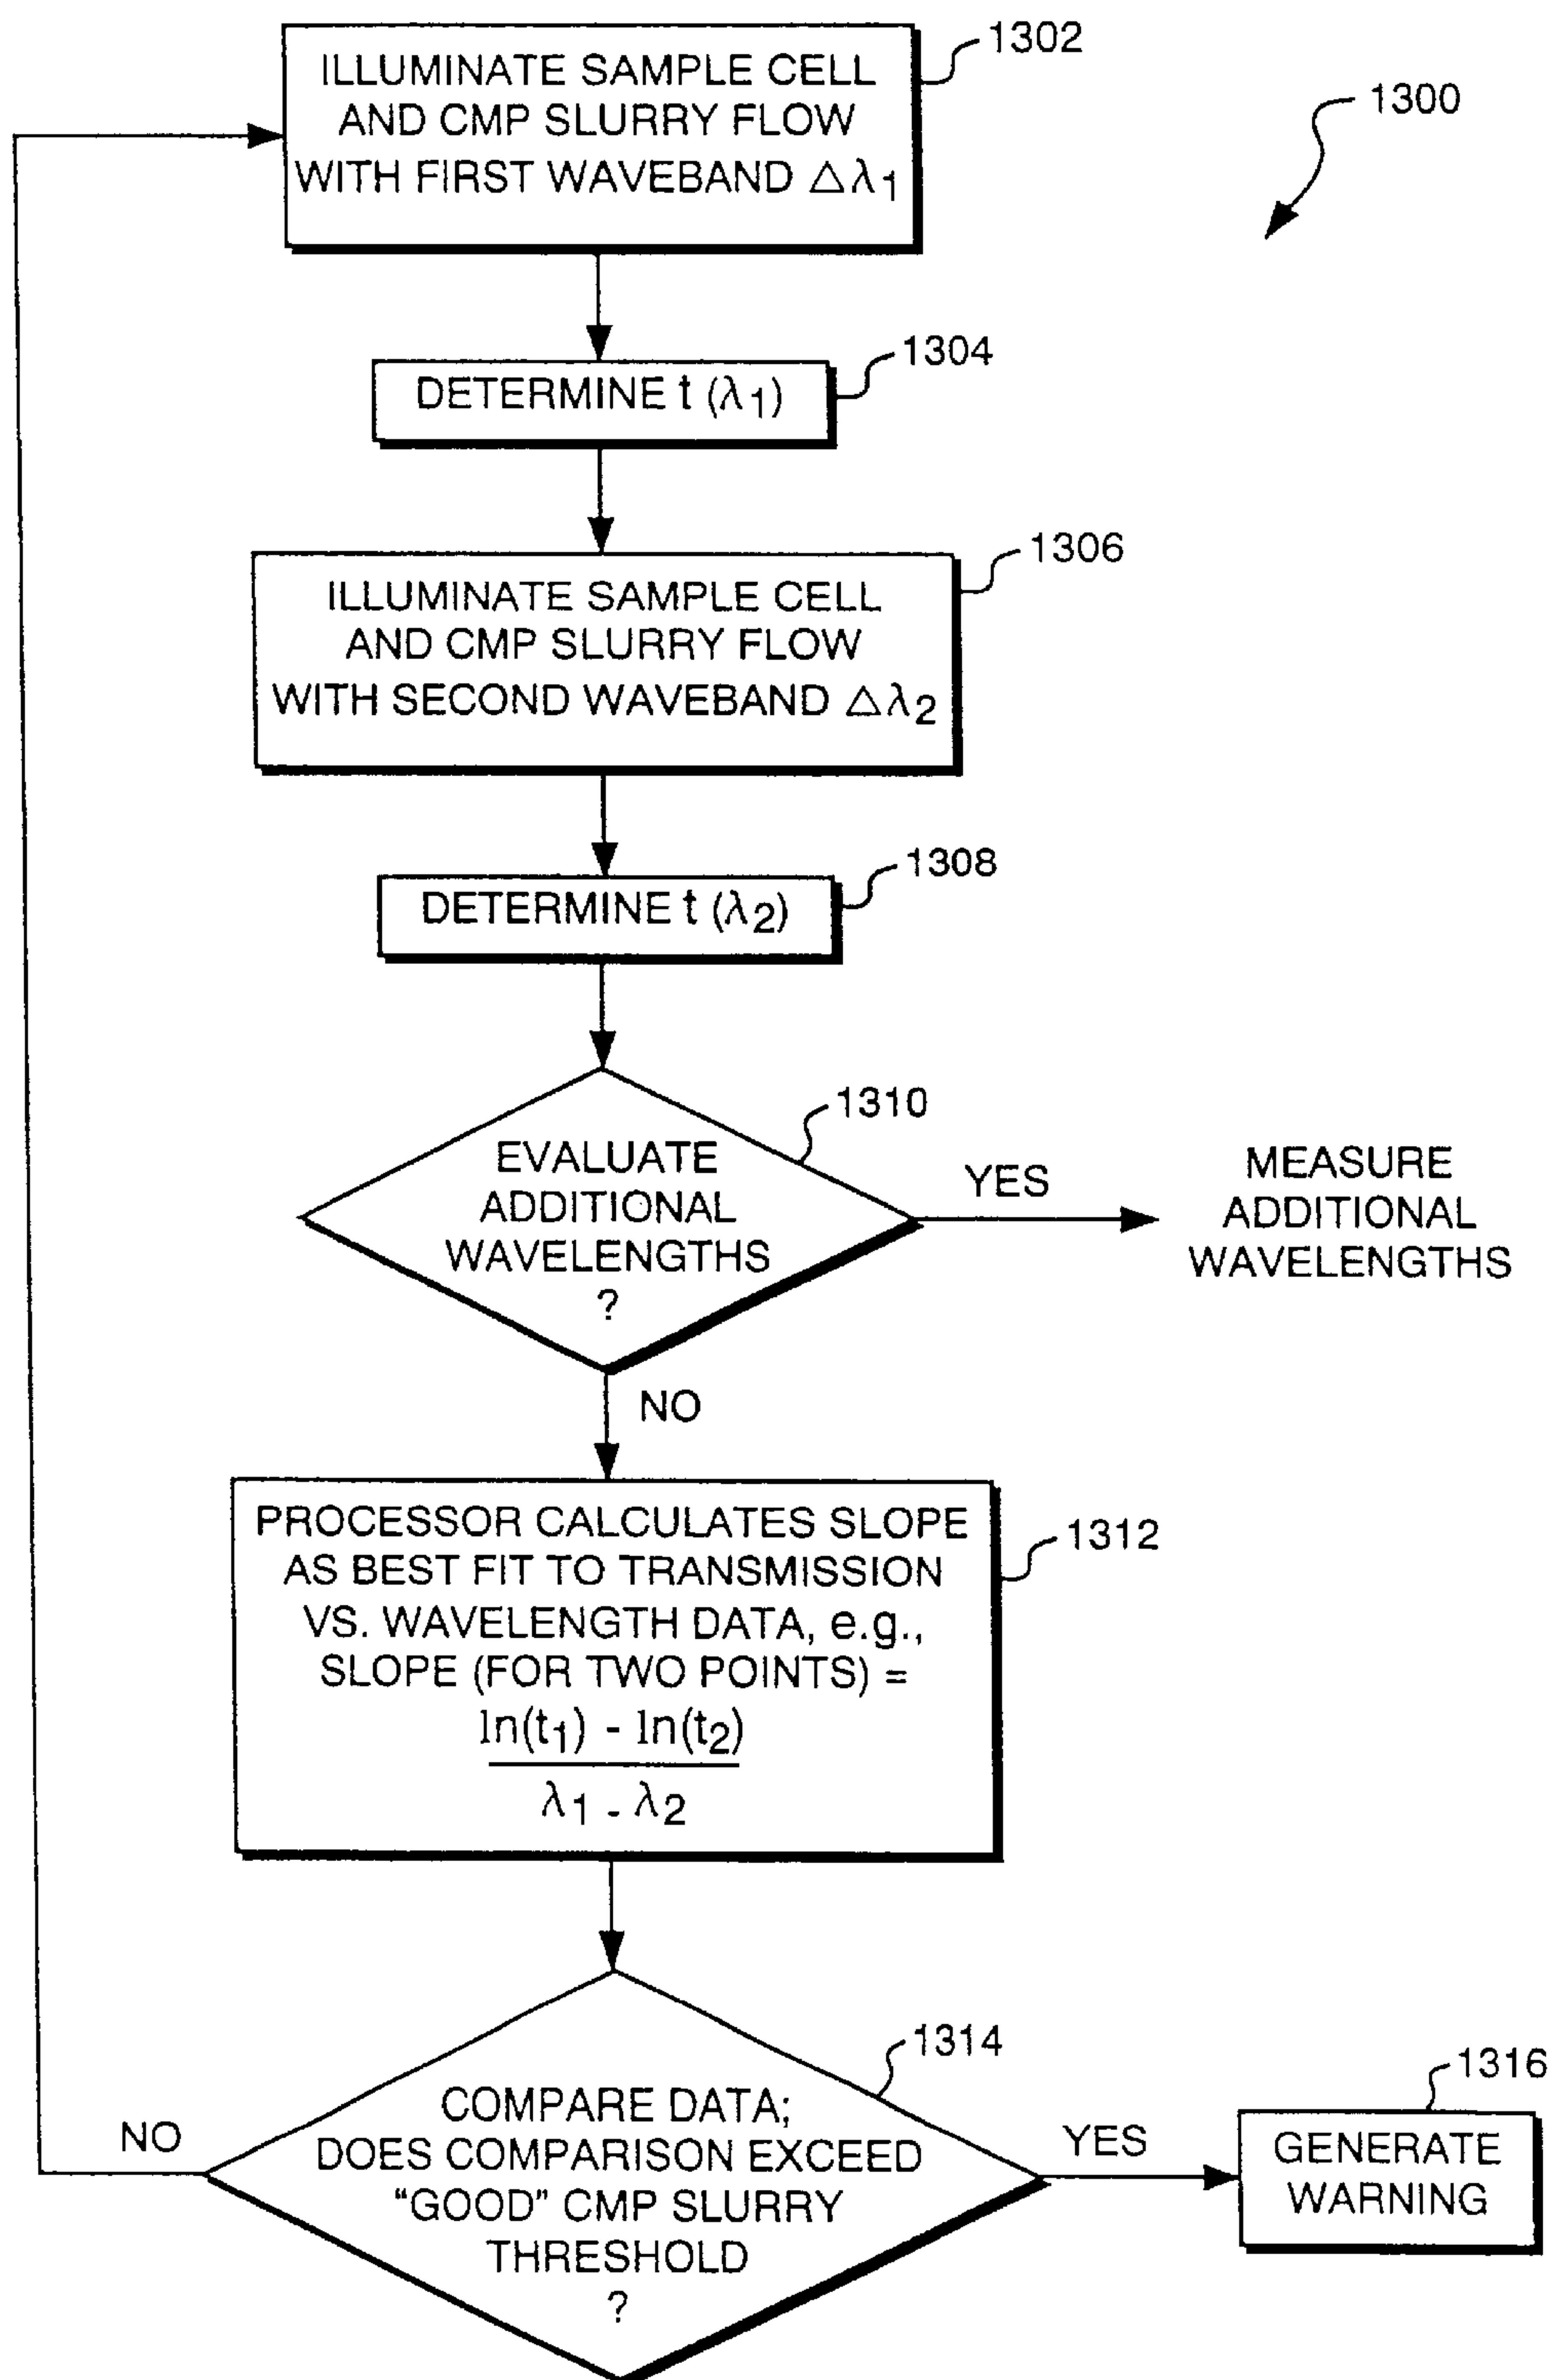 1302
ILLUMINATE SAMPLE CELL
AND CMP SLURRY FLOW
WITH FIRST WAVEBAND △λ1
1300
1304
DETERMINE t (λ1)
1306
ILLUMINATE SAMPLE CELL
AND CMP SLURRY FLOW
WITH SECOND WAVEBAND △λ2
1308
DETERMINE t (λ2)
1310
EVALUATE
ADDITIONAL
WAVELENGTHS
?
YES
MEASURE
ADDITIONAL
WAVELENGTHS
NO
1312
PROCESSOR CALCULATES SLOPE
AS BEST FIT TO TRANSMISSION
VS. WAVELENGTH DATA, e.g.,
SLOPE (FOR TWO POINTS) =
ln(t1) - ln(t2)
λ1 - λ2
1314
COMPARE DATA;
DOES COMPARISON EXCEED
“GOOD” CMP SLURRY
THRESHOLD
?
NO
YES
1316
GENERATE
WARNING